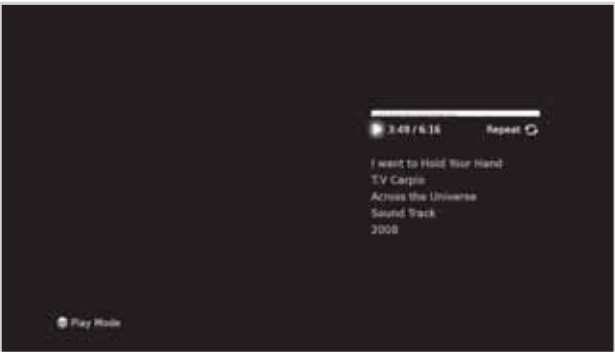 3:49 / 6:16 Repeat
I want to Hold Your Hand
T.V Carpio
Across the Universe
Sound Track
2008
Play Mode